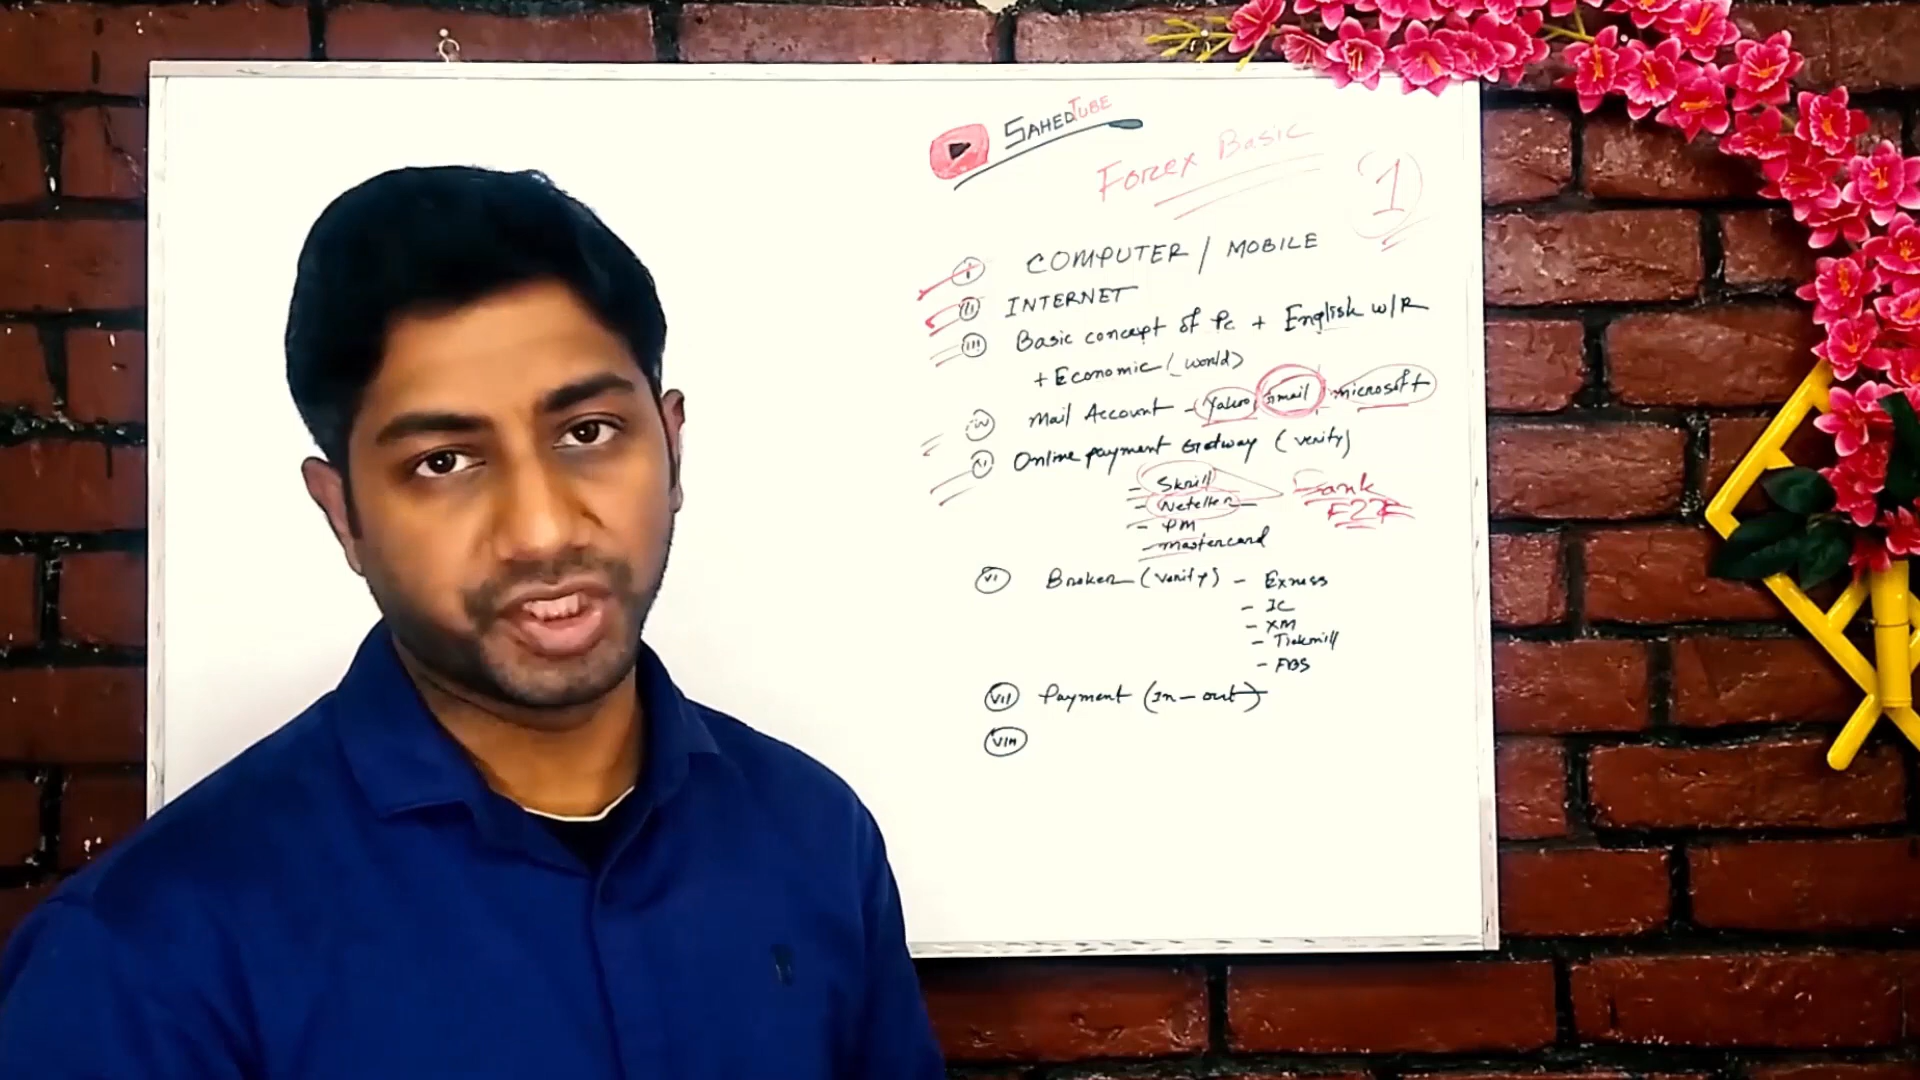 SAHEDTUBE
Forex Basic
1
I COMPUTER / MOBILE
II INTERNET
III Basic concept of Pc + English w/R
+ Economic (world)
IV Mail Account - Yahoo, Gmail, microsoft
V Online payment Gatway (verify)
- Skrill
- Neteller
- PM
- mastercard
Bank
F2F
VI Broker (verify) - Exness
- IC
- XM
- Tickmill
- FBS
VII Payment (In-out)
VIII